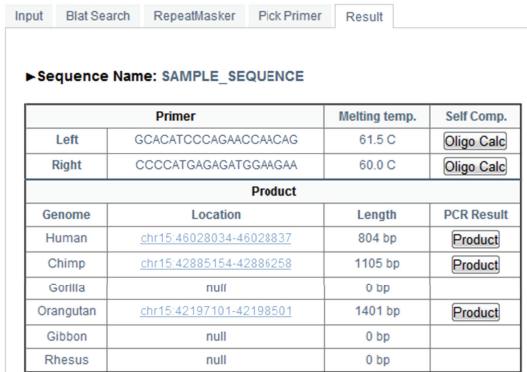 Input Blat Search RepeatMasker Pick Primer Result
►Sequence Name: SAMPLE_SEQUENCE
Primer Melting temp. Self Comp.
Left GCACATCCCAGAACCAACAG 61.5 C Oligo Calc
Right CCCCATGAGAGATGGAAGAA 60.0 C Oligo Calc
Product
Genome Location Length PCR Result
Human chr15:46028034-46028837 804 bp Product
Chimp chr15:42885154-42886258 1105 bp Product
Gorilla null 0 bp
Orangutan chr15:42197101-42198501 1401 bp Product
Gibbon null 0 bp
Rhesus null 0 bp